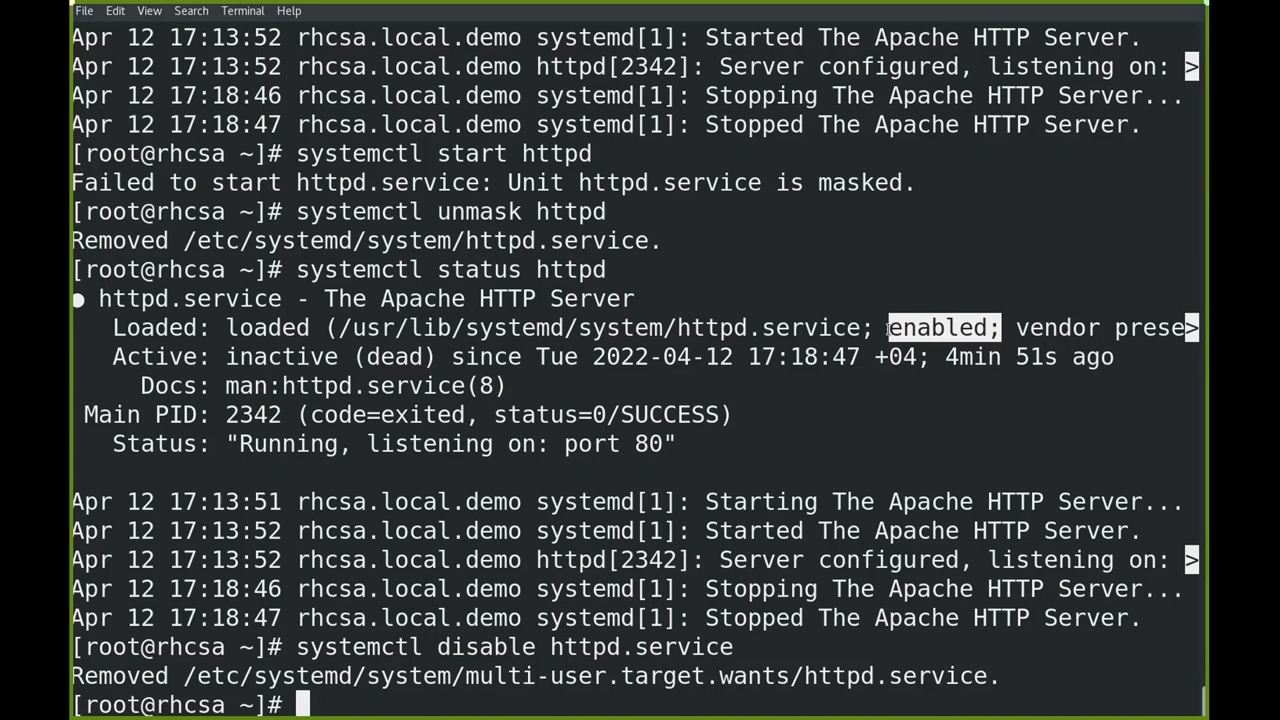 File Edit View Search Terminal Help
Apr 12 17:13:52 rhcsa.local.demo systemd[1]: Started The Apache HTTP Server.
Apr 12 17:13:52 rhcsa.local.demo httpd[2342]: Server configured, listening on: >
Apr 12 17:18:46 rhcsa.local.demo systemd[1]: Stopping The Apache HTTP Server...
Apr 12 17:18:47 rhcsa.local.demo systemd[1]: Stopped The Apache HTTP Server.
[root@rhcsa ~]# systemctl start httpd
Failed to start httpd.service: Unit httpd.service is masked.
[root@rhcsa ~]# systemctl unmask httpd
Removed /etc/systemd/system/httpd.service.
[root@rhcsa ~]# systemctl status httpd
● httpd.service - The Apache HTTP Server
   Loaded: loaded (/usr/lib/systemd/system/httpd.service; enabled; vendor prese>
   Active: inactive (dead) since Tue 2022-04-12 17:18:47 +04; 4min 51s ago
     Docs: man:httpd.service(8)
 Main PID: 2342 (code=exited, status=0/SUCCESS)
   Status: "Running, listening on: port 80"
Apr 12 17:13:51 rhcsa.local.demo systemd[1]: Starting The Apache HTTP Server...
Apr 12 17:13:52 rhcsa.local.demo systemd[1]: Started The Apache HTTP Server.
Apr 12 17:13:52 rhcsa.local.demo httpd[2342]: Server configured, listening on: >
Apr 12 17:18:46 rhcsa.local.demo systemd[1]: Stopping The Apache HTTP Server...
Apr 12 17:18:47 rhcsa.local.demo systemd[1]: Stopped The Apache HTTP Server.
[root@rhcsa ~]# systemctl disable httpd.service
Removed /etc/systemd/system/multi-user.target.wants/httpd.service.
[root@rhcsa ~]#